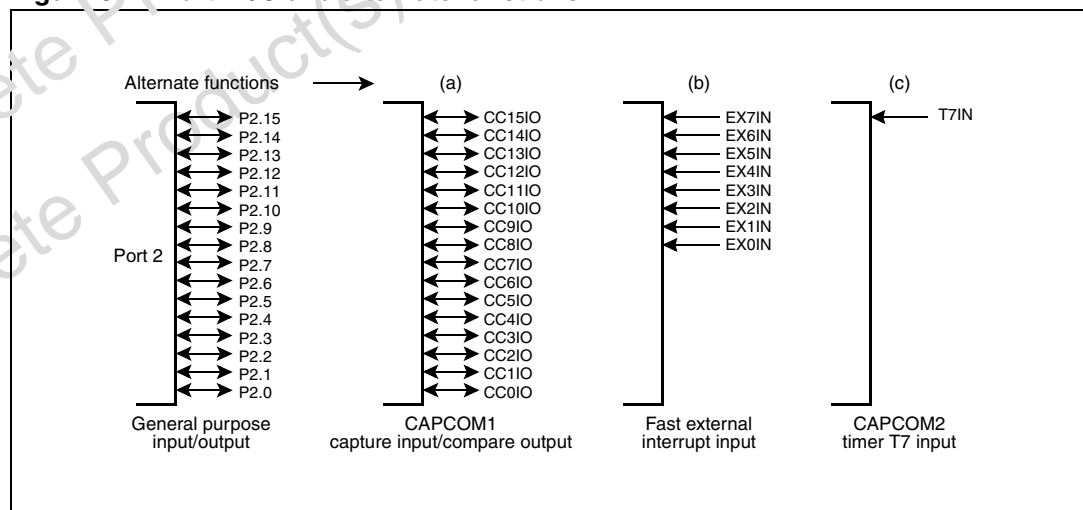 Alternate functions (a) (b) (c)
P2.15 CC15IO EX7IN T7IN
P2.14 CC14IO EX6IN
P2.13 CC13IO EX5IN
P2.12 CC12IO EX4IN
P2.11 CC11IO EX3IN
P2.10 CC10IO EX2IN
P2.9 CC9IO EX1IN
P2.8 CC8IO EX0IN
Port 2
P2.7 CC7IO
P2.6 CC6IO
P2.5 CC5IO
P2.4 CC4IO
P2.3 CC3IO
P2.2 CC2IO
P2.1 CC1IO
P2.0 CC0IO
General purpose CAPCOM1 Fast external CAPCOM2
input/output capture input/compare output interrupt input timer T7 input
ete Product(s)